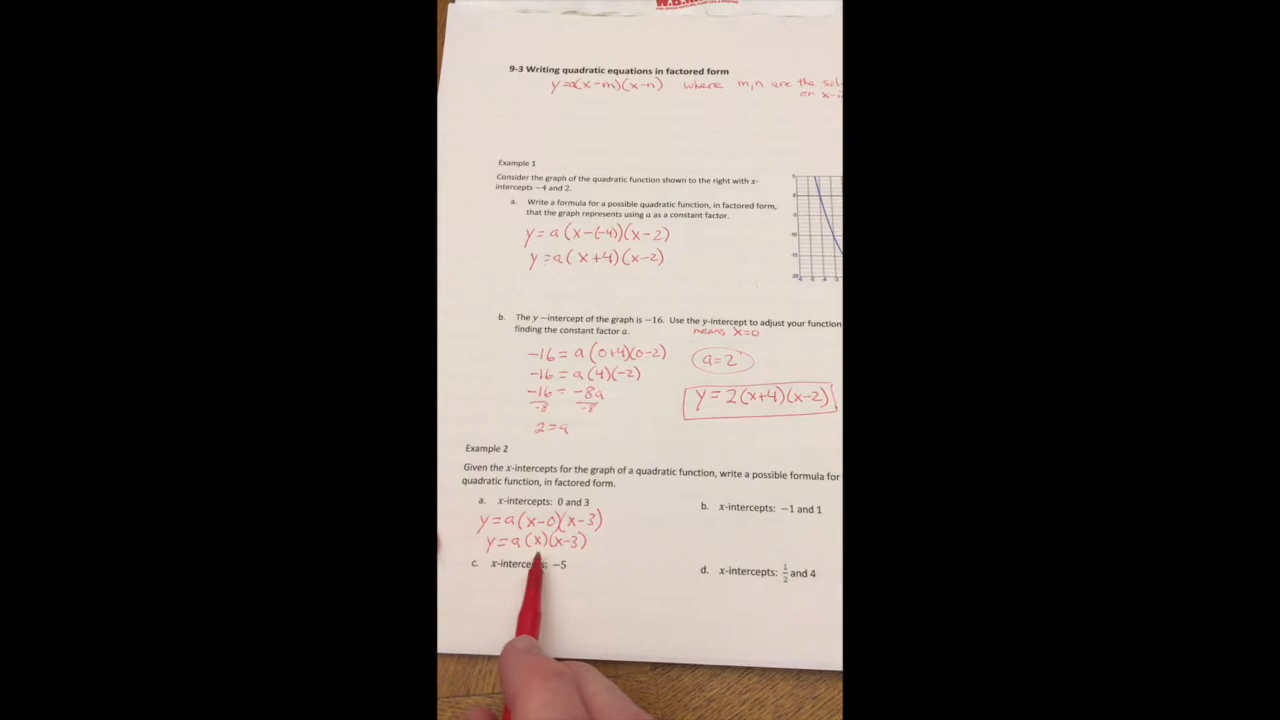 9-3 Writing quadratic equations in factored form
y=a(x-m)(x-n) where m,n are the
or
Example 1
Consider the graph of the quadratic function shown to the right with x-
intercepts −4 and 2.
a. Write a formula for a possible quadratic function, in factored form,
that the graph represents using a as a constant factor.
y = a (x-(-4))(x-2)
y = a(x+4)(x-2)
b. The y −intercept of the graph is −16. Use the y-intercept to adjust your function
finding the constant factor a.
means x=0
-16 = a (0+4)(0-2)
a=2
-16 = a (4)(-2)
-16 = -8a
-8 -8
y = 2(x+4)(x-2)
2=a
Example 2
Given the x-intercepts for the graph of a quadratic function, write a possible formula for
quadratic function, in factored form.
a. x-intercepts: 0 and 3
b. x-intercepts: −1 and 1
y=a(x-0)(x-3)
y=a(x)(x-3)
c. x-intercepts: −5
d. x-intercepts: 1/2 and 4